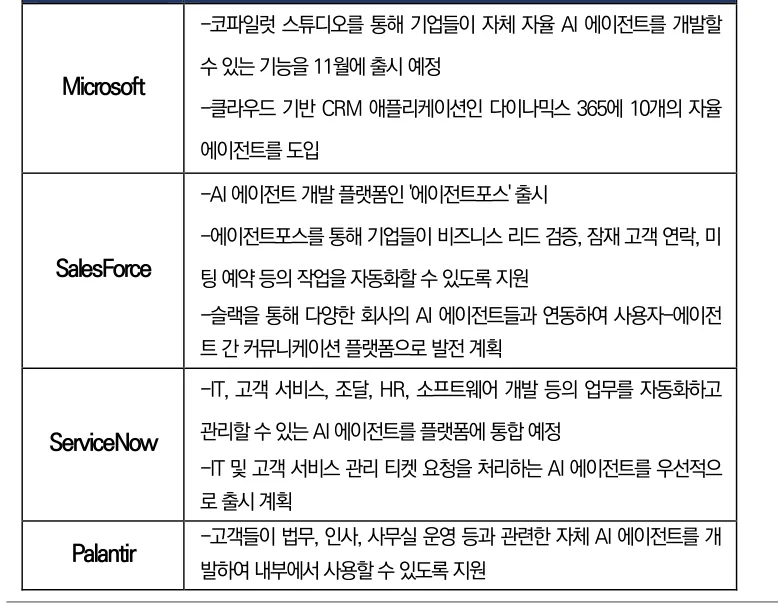 Microsoft
-코파일럿 스튜디오를 통해 기업들이 자체 자율 AI 에이전트를 개발할
수 있는 기능을 11월에 출시 예정
-클라우드 기반 CRM 애플리케이션인 다이나믹스 365에 10개의 자율
에이전트를 도입
SalesForce
-AI 에이전트 개발 플랫폼인 '에이전트포스' 출시
-에이전트포스를 통해 기업들이 비즈니스 리드 검증, 잠재 고객 연락, 미
팅 예약 등의 작업을 자동화할 수 있도록 지원
-슬랙을 통해 다양한 회사의 AI 에이전트들과 연동하여 사용자-에이전
트 간 커뮤니케이션 플랫폼으로 발전 계획
ServiceNow
-IT, 고객 서비스, 조달, HR, 소프트웨어 개발 등의 업무를 자동화하고
관리할 수 있는 AI 에이전트를 플랫폼에 통합 예정
-IT 및 고객 서비스 관리 티켓 요청을 처리하는 AI 에이전트를 우선적으
로 출시 계획
Palantir
-고객들이 법무, 인사, 사무실 운영 등과 관련한 자체 AI 에이전트를 개
발하여 내부에서 사용할 수 있도록 지원